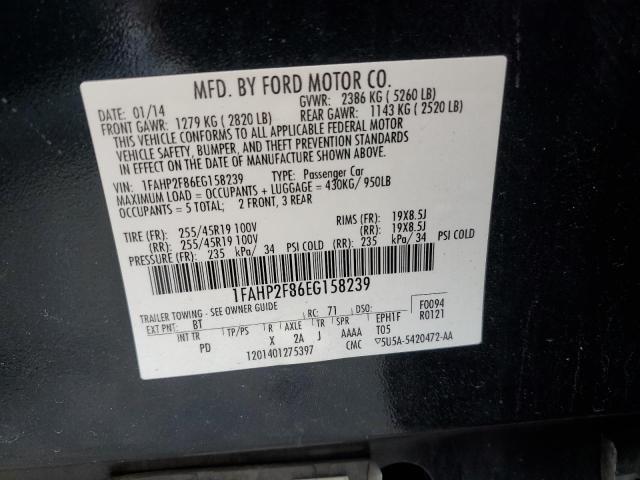 MFD. BY FORD MOTOR CO.
DATE: 01/14 GVWR: 2386 KG (5260 LB)
FRONT GAWR: 1279 KG (2820 LB) REAR GAWR: 1143 KG (2520 LB)
THIS VEHICLE CONFORMS TO ALL APPLICABLE FEDERAL MOTOR
VEHICLE SAFETY, BUMPER, AND THEFT PREVENTION STANDARDS
IN EFFECT ON THE DATE OF MANUFACTURE SHOWN ABOVE.
VIN: 1FAHP2F86EG158239 TYPE: Passenger Car
MAXIMUM LOAD = OCCUPANTS + LUGGAGE = 430KG/950LB
OCCUPANTS = 5 TOTAL; 2 FRONT, 3 REAR
TIRE (FR): 255/45R19 100V RIMS (FR): 19X8.5J
(RR): 255/45R19 100V (RR): 19X8.5J
PRESSURE (FR): 235 kPa/ 34 PSI COLD (RR): 235 kPa/ 34 PSI COLD
1FAHP2F86EG158239
TRAILER TOWING - SEE OWNER GUIDE F0094
EXT PNT: BT RC: 71 DSO: R0121
INT TR TP/PS R AXLE TR SPR EPH1F
PD X 2A J AAAA T05
1201401275397 CMC ▽5U5A-5420472-AA